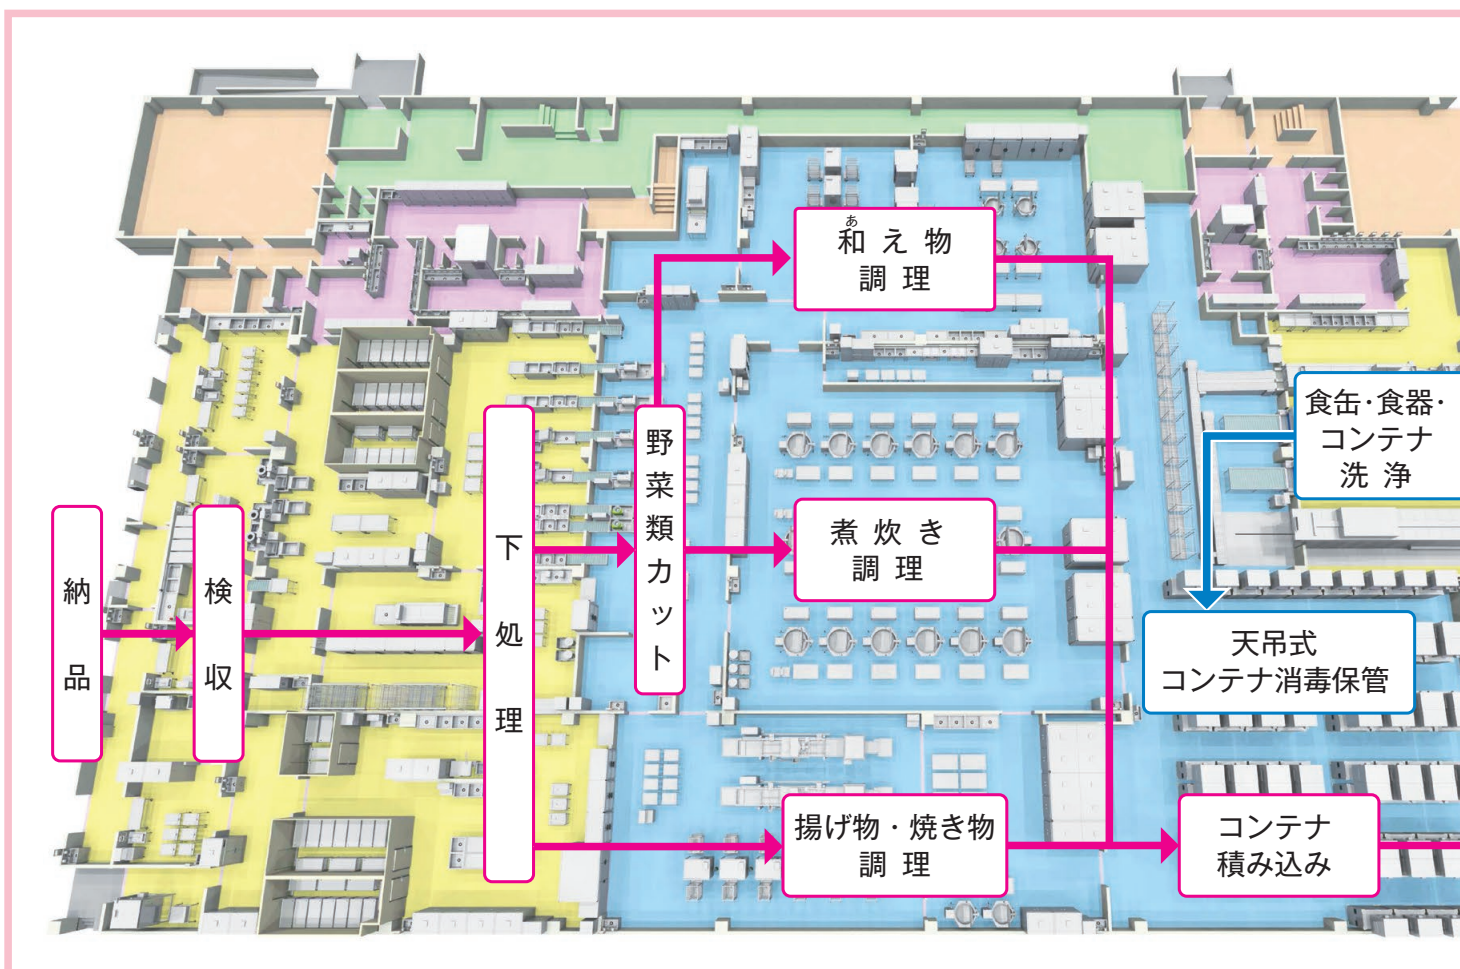 納品
検収
下処理
野菜類カット
あ
和え物
調理
煮炊き
調理
揚げ物・焼き物
調理
コンテナ
積み込み
食缶・食器・
コンテナ
洗浄
天吊式
コンテナ消毒保管